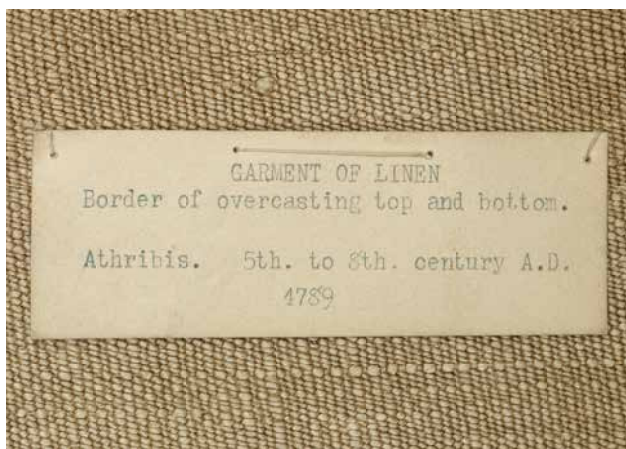 GARMENT OF LINEN
Border of overcasting top and bottom.
Athribis. 5th. to 8th. century A.D.
1789